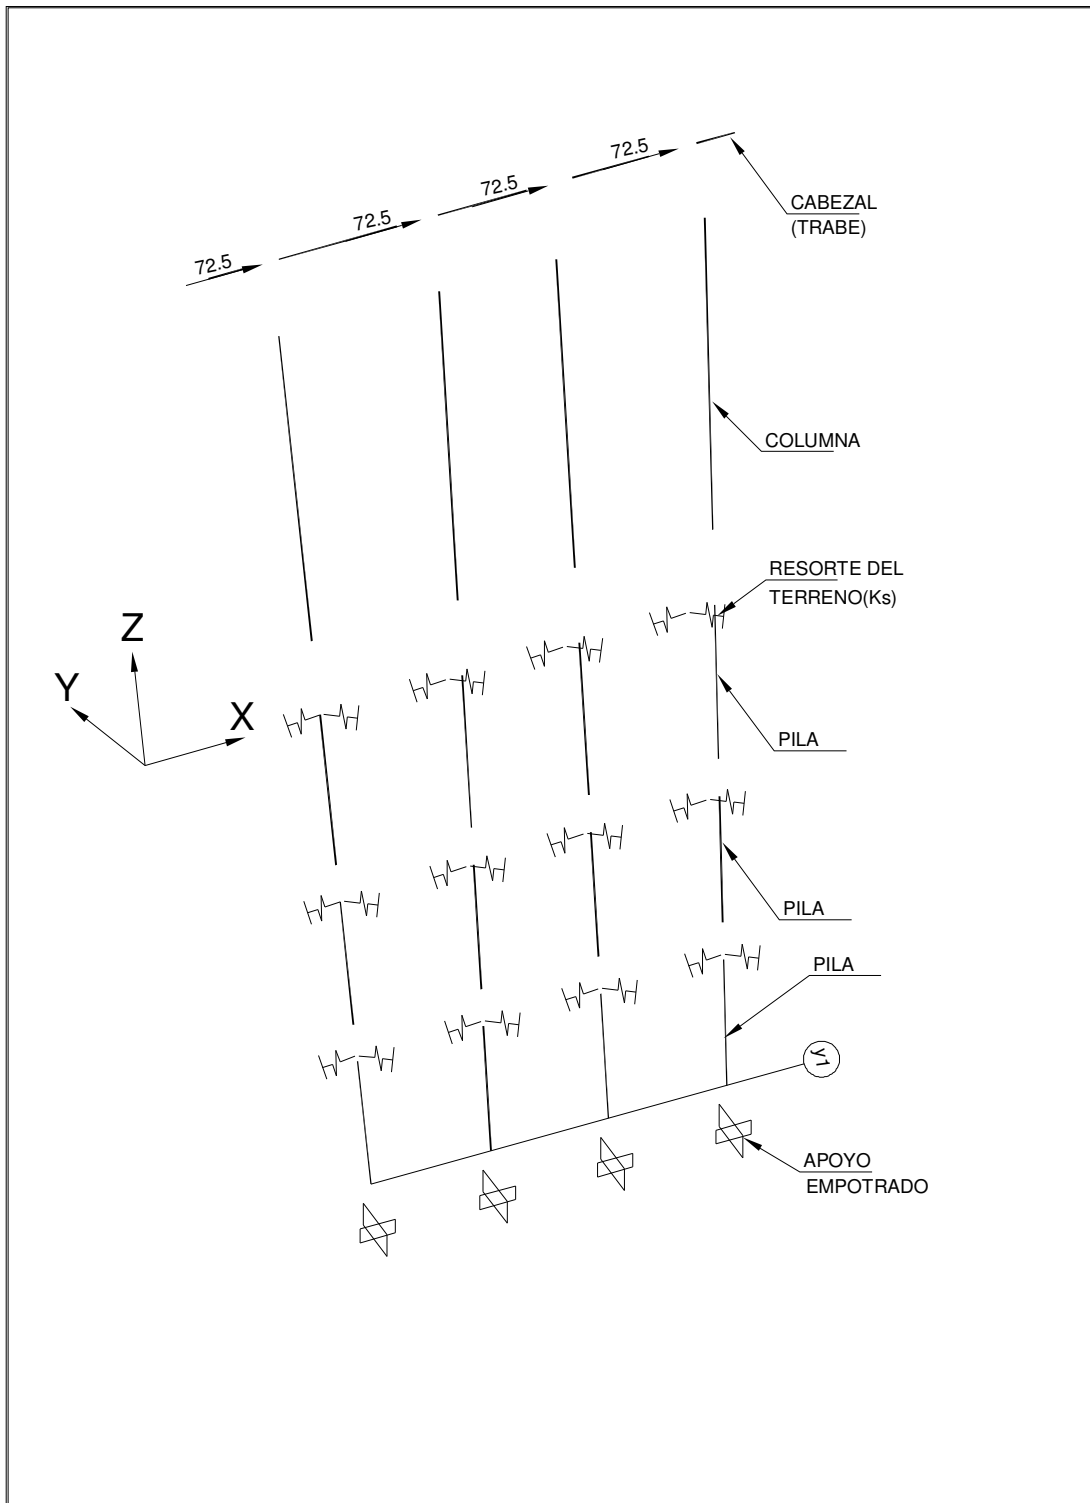 72.5
72.5
72.5
72.5
CABEZAL
(TRABE)
COLUMNA
RESORTE DEL
TERRENO(Ks)
Z
Y
X
PILA
PILA
PILA
y1
APOYO
EMPOTRADO